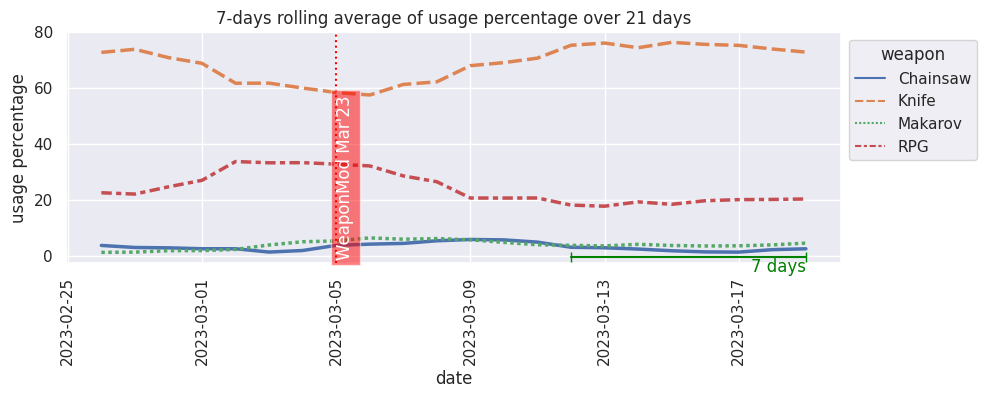 7-days rolling average of usage percentage over 21 days
usage percentage
80
60
40
20
0
WeaponMod Mar'23
7 days
2023-02-25
2023-03-01
2023-03-05
2023-03-09
2023-03-13
2023-03-17
date
weapon
Chainsaw
Knife
Makarov
RPG